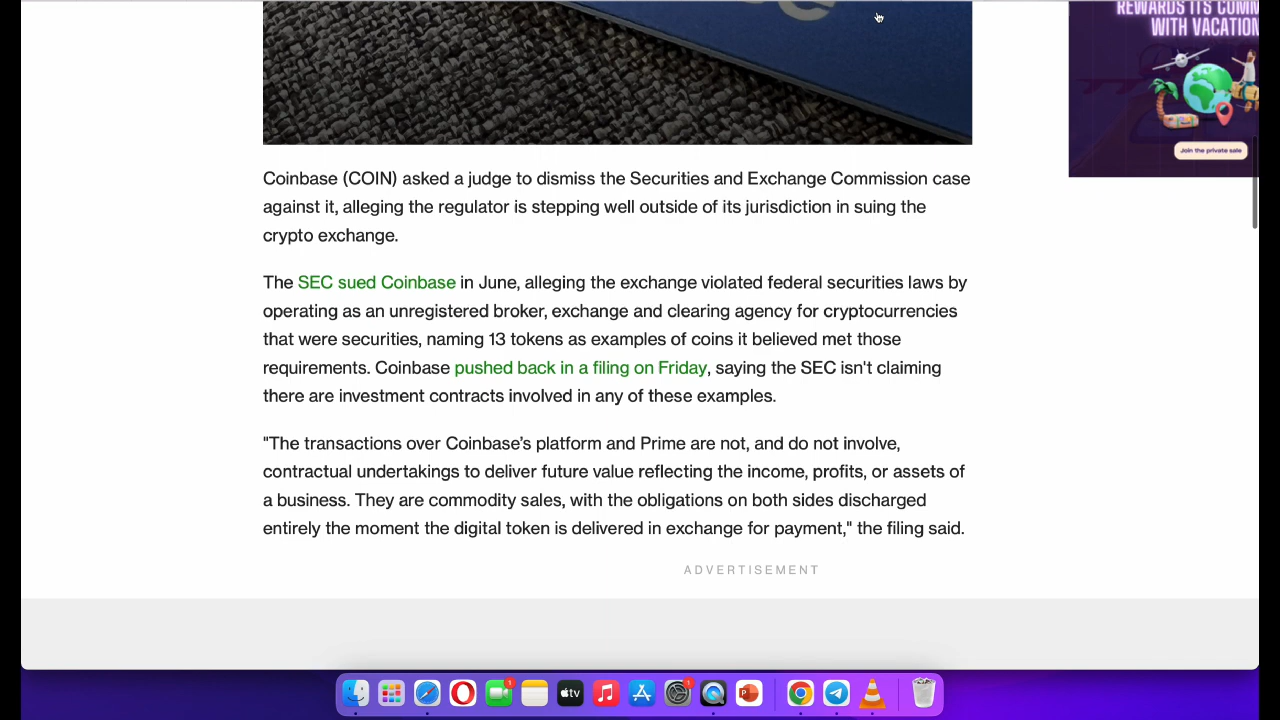 REWARDS ITS COMM
WITH VACATION
Join the private sale
Coinbase (COIN) asked a judge to dismiss the Securities and Exchange Commission case
against it, alleging the regulator is stepping well outside of its jurisdiction in suing the
crypto exchange.
The SEC sued Coinbase in June, alleging the exchange violated federal securities laws by
operating as an unregistered broker, exchange and clearing agency for cryptocurrencies
that were securities, naming 13 tokens as examples of coins it believed met those
requirements. Coinbase pushed back in a filing on Friday, saying the SEC isn't claiming
there are investment contracts involved in any of these examples.
"The transactions over Coinbase’s platform and Prime are not, and do not involve,
contractual undertakings to deliver future value reflecting the income, profits, or assets of
a business. They are commodity sales, with the obligations on both sides discharged
entirely the moment the digital token is delivered in exchange for payment," the filing said.
ADVERTISEMENT
1
tv
1